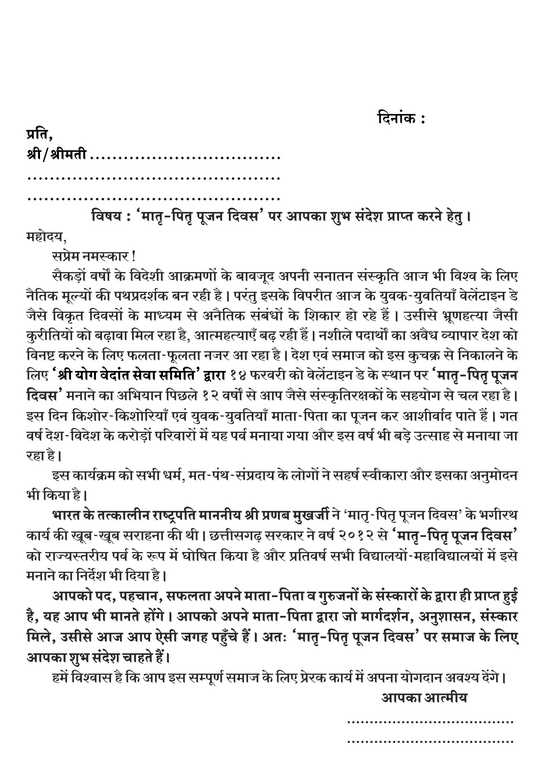 दिनांक :
प्रति,
श्री/श्रीमती ..................................
.............................................
.............................................
विषय : ‘मातृ-पितृ पूजन दिवस’ पर आपका शुभ संदेश प्राप्त करने हेतु ।
महोदय,
सप्रेम नमस्कार !
सैकड़ों वर्षों के विदेशी आक्रमणों के बावजूद अपनी सनातन संस्कृति आज भी विश्व के लिए
नैतिक मूल्यों की पथप्रदर्शक बन रही है । परंतु इसके विपरीत आज के युवक-युवतियाँ वेलेंटाइन डे
जैसे विकृत दिवसों के माध्यम से अनैतिक संबंधों के शिकार हो रहे हैं । उसीसे भ्रूणहत्या जैसी
कुरीतियों को बढ़ावा मिल रहा है, आत्महत्याएँ बढ़ रही हैं । नशीले पदार्थों का अवैध व्यापार देश को
विनष्ट करने के लिए फलता-फूलता नजर आ रहा है । देश एवं समाज को इस कुचक्र से निकालने के
लिए ‘श्री योग वेदांत सेवा समिति’ द्वारा १४ फरवरी को वेलेंटाइन डे के स्थान पर ‘मातृ-पितृ पूजन
दिवस’ मनाने का अभियान पिछले १२ वर्षों से आप जैसे संस्कृतिरक्षकों के सहयोग से चल रहा है ।
इस दिन किशोर-किशोरियाँ एवं युवक-युवतियाँ माता-पिता का पूजन कर आशीर्वाद पाते हैं । गत
वर्ष देश-विदेश के करोड़ों परिवारों में यह पर्व मनाया गया और इस वर्ष भी बड़े उत्साह से मनाया जा
रहा है ।
इस कार्यक्रम को सभी धर्म, मत-पंथ-संप्रदाय के लोगों ने सहर्ष स्वीकारा और इसका अनुमोदन
भी किया है ।
भारत के तत्कालीन राष्ट्रपति माननीय श्री प्रणब मुखर्जी ने ‘मातृ-पितृ पूजन दिवस’ के भगीरथ
कार्य की खूब-खूब सराहना की थी । छत्तीसगढ़ सरकार ने वर्ष २०१२ से ‘मातृ-पितृ पूजन दिवस’
को राज्यस्तरीय पर्व के रूप में घोषित किया है और प्रतिवर्ष सभी विद्यालयों-महाविद्यालयों में इसे
मनाने का निर्देश भी दिया है ।
आपको पद, पहचान, सफलता अपने माता-पिता व गुरुजनों के संस्कारों के द्वारा ही प्राप्त हुई
है, यह आप भी मानते होंगे । आपको अपने माता-पिता द्वारा जो मार्गदर्शन, अनुशासन, संस्कार
मिले, उसीसे आज आप ऐसी जगह पहुँचे हैं । अतः ‘मातृ-पितृ पूजन दिवस’ पर समाज के लिए
आपका शुभ संदेश चाहते हैं ।
हमें विश्वास है कि आप इस सम्पूर्ण समाज के लिए प्रेरक कार्य में अपना योगदान अवश्य देंगे ।
आपका आत्मीय
.....................................
.....................................